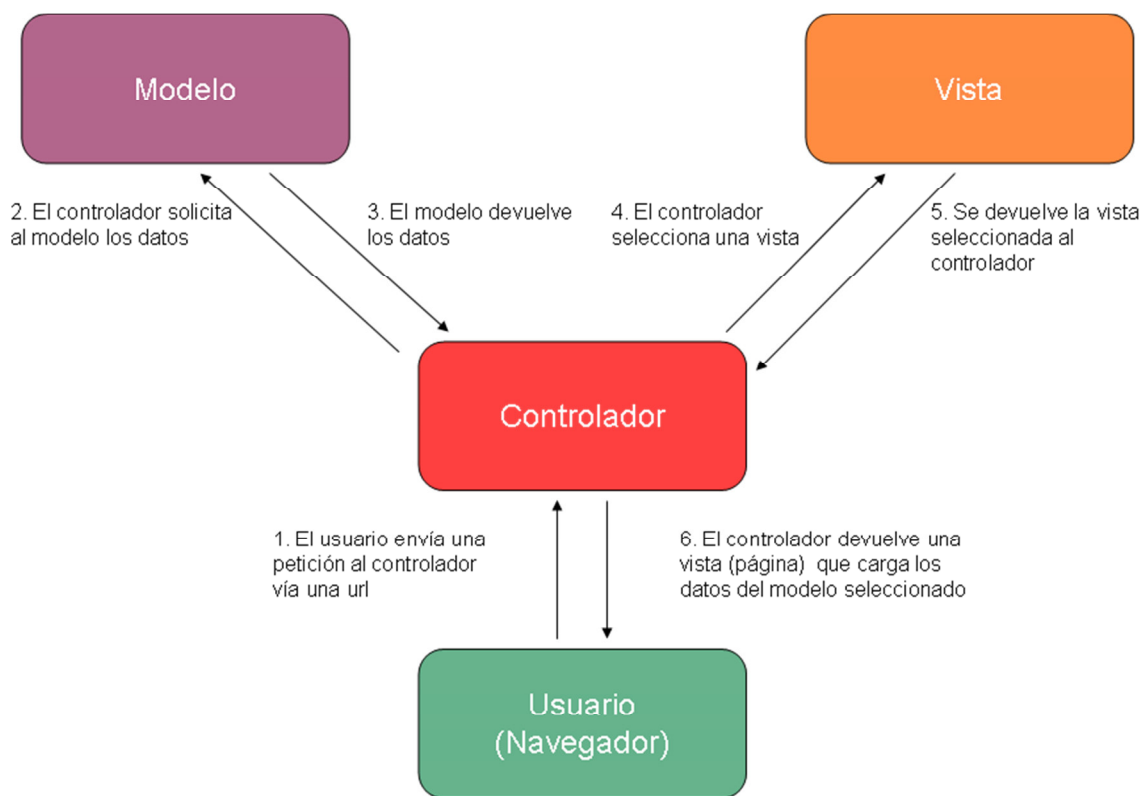 Modelo
Vista
2. El controlador solicita
al modelo los datos
3. El modelo devuelve
los datos
4. El controlador
selecciona una vista
5. Se devuelve la vista
seleccionada al
controlador
Controlador
1. El usuario envía una
petición al controlador
vía una url
6. El controlador devuelve una
vista (página) que carga los
datos del modelo seleccionado
Usuario
(Navegador)